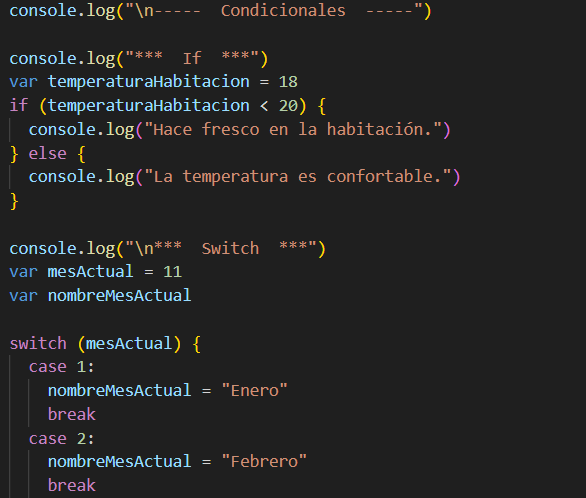 console.log("\n-----  Condicionales  -----")
console.log("***  If  ***")
var temperaturaHabitacion = 18
if (temperaturaHabitacion < 20) {
  console.log("Hace fresco en la habitación.")
} else {
  console.log("La temperatura es confortable.")
}
console.log("\n***  Switch  ***")
var mesActual = 11
var nombreMesActual
switch (mesActual) {
  case 1:
    nombreMesActual = "Enero"
    break
  case 2:
    nombreMesActual = "Febrero"
    break